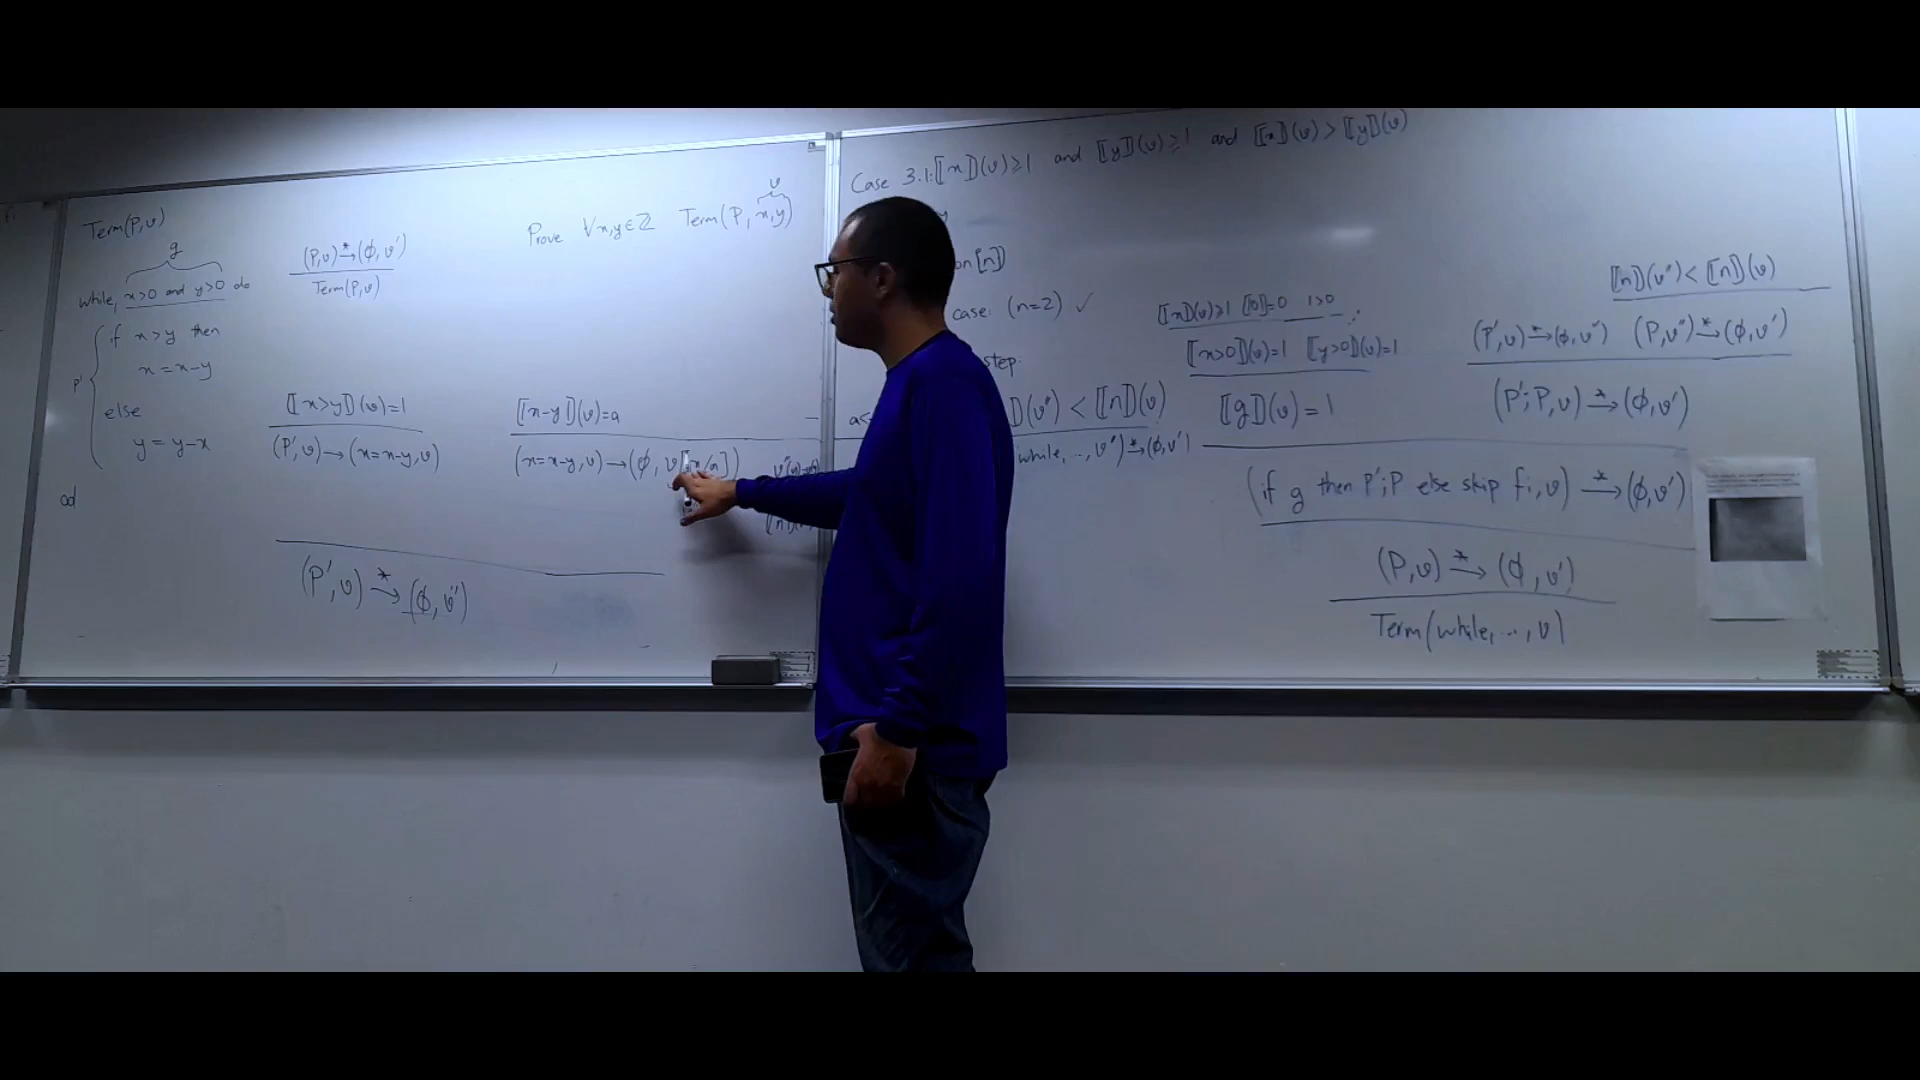 Term(P,v)
g
while, x>0 and y>0 do
P' { if x>y then
x = x-y
else
y = y-x
od
(P,v) →* (ϕ, v')
Term(P,v)
Prove ∀x,y∈ℤ Term(P, x,y)
v
⟦x>y⟧(v)=1
(P',v) → (x=x-y,v)
⟦x-y⟧(v)=a
(x=x-y,v) → (ϕ, v[x/a])
(P',v) →* (ϕ,v'')
Case 3.1: ⟦x⟧(v)≥1 and ⟦y⟧(v)≥1 and ⟦x⟧(v) > ⟦y⟧(v)
y
on[n])
case: (n=2) ✓
step.
⟧(v'') < ⟦n⟧(v)
while,...,v'') →* (ϕ,v')
⟦x⟧(v)≥1 ⟦0⟧=0 1>0
⟦x>0⟧(v)=1 ⟦y>0⟧(v)=1
⟦g⟧(v)=1
⟦n⟧(v'')<⟦n⟧(v)
(P',v) →* (ϕ,v'') (P,v'') →* (ϕ,v')
(P';P,v) →* (ϕ,v')
(if g then P';P else skip fi,v) →* (ϕ,v')
(P,v) →* (ϕ,v')
Term(while,...,v)